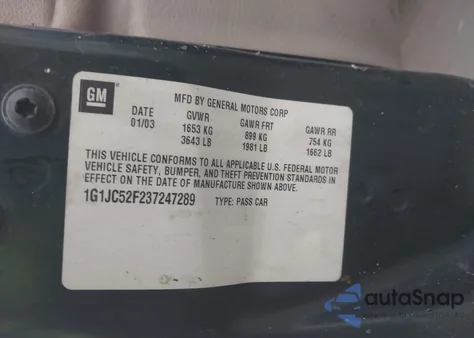 GM
MFD BY GENERAL MOTORS CORP
DATE GVWR GAWR FRT GAWR RR
01/03 1653 KG 899 KG 754 KG
3643 LB 1981 LB 1662 LB
THIS VEHICLE CONFORMS TO ALL APPLICABLE U.S. FEDERAL MOTOR
VEHICLE SAFETY, BUMPER, AND THEFT PREVENTION STANDARDS IN
EFFECT ON THE DATE OF MANUFACTURE SHOWN ABOVE.
1G1JC52F237247289 TYPE: PASS CAR
autoSnap